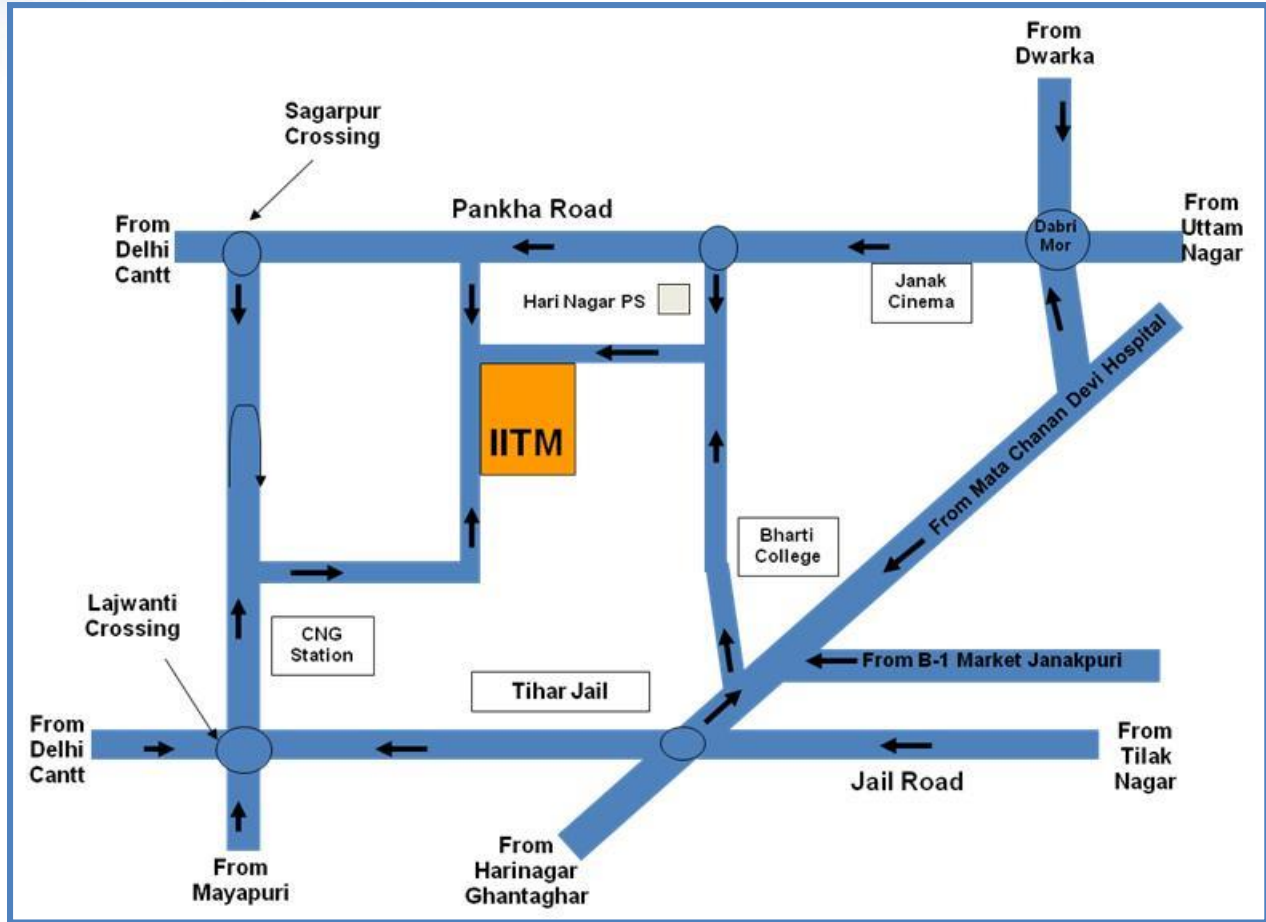 From
Dwarka
Sagarpur
Crossing
From
Delhi
Cantt
Pankha Road
Dabri
Mor
From
Uttam
Nagar
Janak
Cinema
Hari Nagar PS
IITM
From Mata Chanan Devi Hospital
Bharti
College
Lajwanti
Crossing
CNG
Station
From B-1 Market Janakpuri
Tihar Jail
From
Delhi
Cantt
From
Tilak
Nagar
Jail Road
From
Mayapuri
From
Harinagar
Ghantaghar